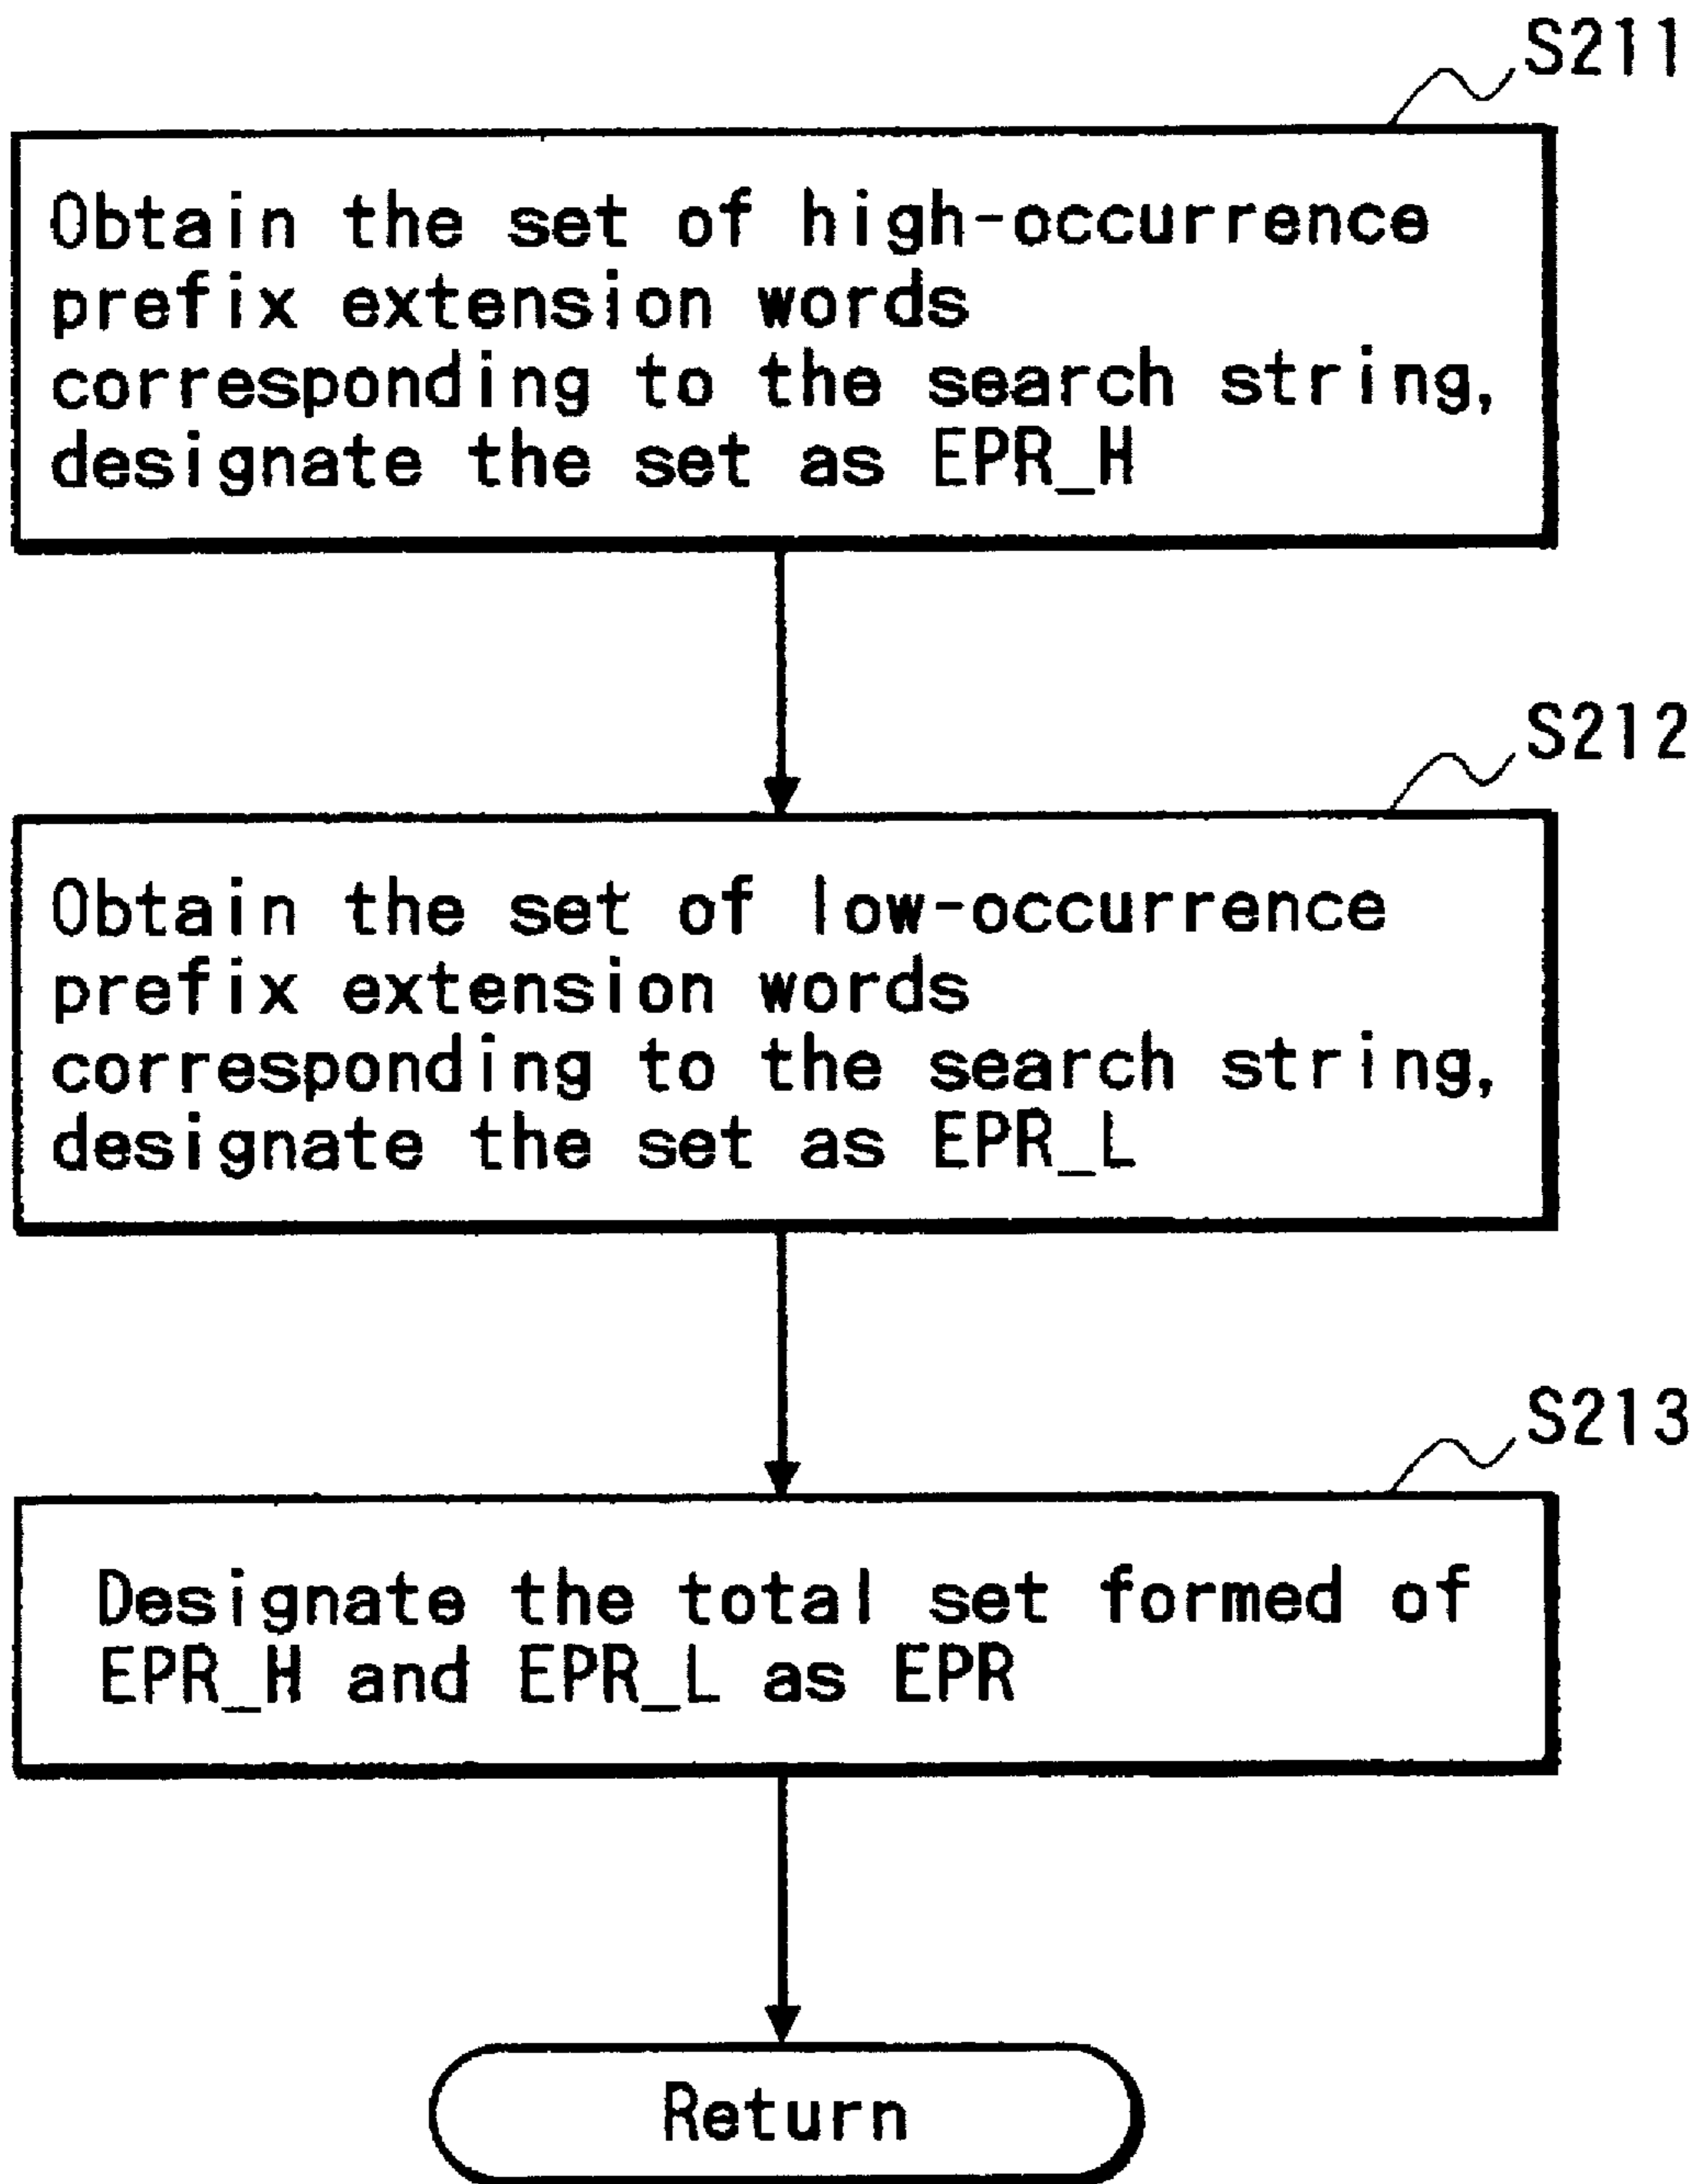 S211
Obtain the set of high-occurrence
prefix extension words
corresponding to the search string,
designate the set as EPR_H
S212
Obtain the set of low-occurrence
prefix extension words
corresponding to the search string,
designate the set as EPR_L
S213
Designate the total set formed of
EPR_H and EPR_L as EPR
Return